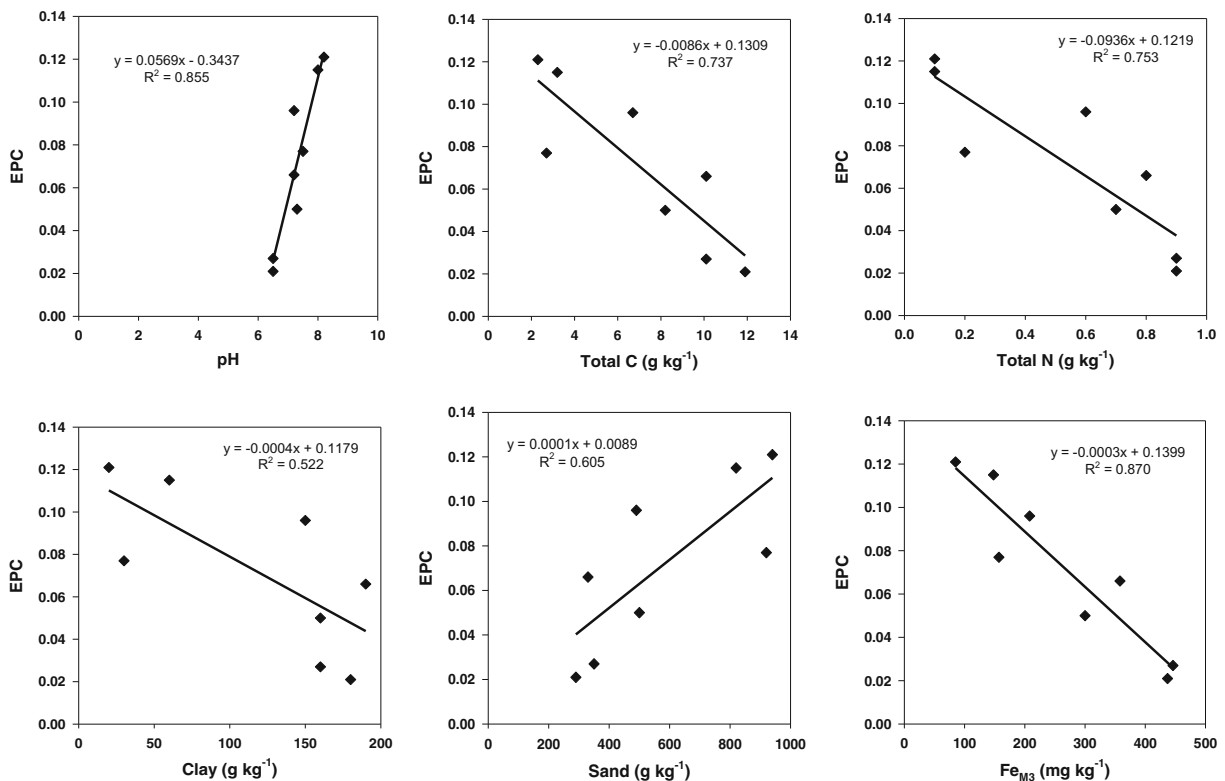 0.14
0.12
0.10
0.08
0.06
0.04
0.02
0.00
EPC
y = 0.0569x - 0.3437
R² = 0.855
0 2 4 6 8 10
pH
0.14
0.12
0.10
0.08
0.06
0.04
0.02
0.00
EPC
y = -0.0086x + 0.1309
R² = 0.737
0 2 4 6 8 10 12 14
Total C (g kg⁻¹)
0.14
0.12
0.10
0.08
0.06
0.04
0.02
0.00
EPC
y = -0.0936x + 0.1219
R² = 0.753
0.0 0.2 0.4 0.6 0.8 1.0
Total N (g kg⁻¹)
0.14
0.12
0.10
0.08
0.06
0.04
0.02
0.00
EPC
y = -0.0004x + 0.1179
R² = 0.522
0 50 100 150 200
Clay (g kg⁻¹)
0.14
0.12
0.10
0.08
0.06
0.04
0.02
0.00
EPC
y = 0.0001x + 0.0089
R² = 0.605
0 200 400 600 800 1000
Sand (g kg⁻¹)
0.14
0.12
0.10
0.08
0.06
0.04
0.02
0.00
EPC
y = -0.0003x + 0.1399
R² = 0.870
0 100 200 300 400 500
Fe_M3 (mg kg⁻¹)